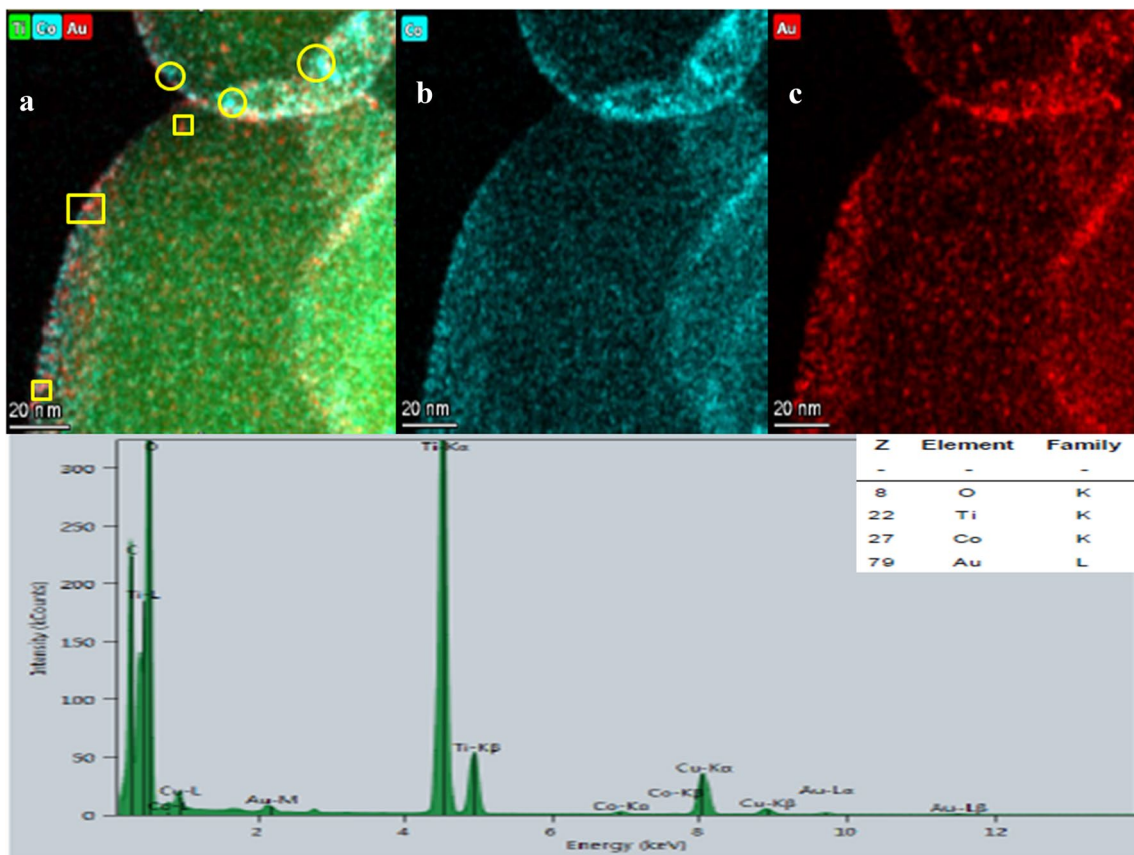 Ti Co Au
Co
Au
a
b
c
20 nm
20 nm
20 nm
Z Element Family
- - -
8 O K
22 Ti K
27 Co K
79 Au L
300
250
200
150
100
50
0
Intensity (kCounts)
O
C
Ti-L
Cu-L
Co-L
Au-M
Ti-Kα
Ti-Kβ
Co-Kα
Co-Kβ
Cu-Kα
Cu-Kβ
Au-Lα
Au-Lβ
2 4 6 8 10 12
Energy (keV)